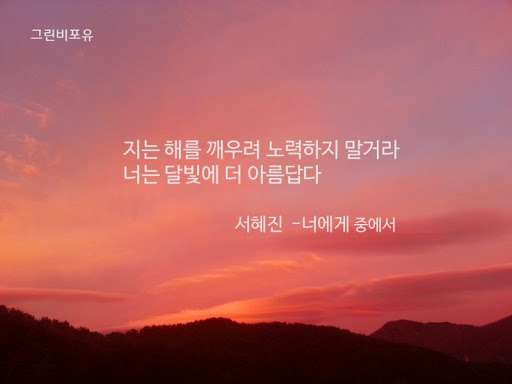 그린비포유
지는 해를 깨우려 노력하지 말거라
너는 달빛에 더 아름답다
서혜진 -너에게 중에서